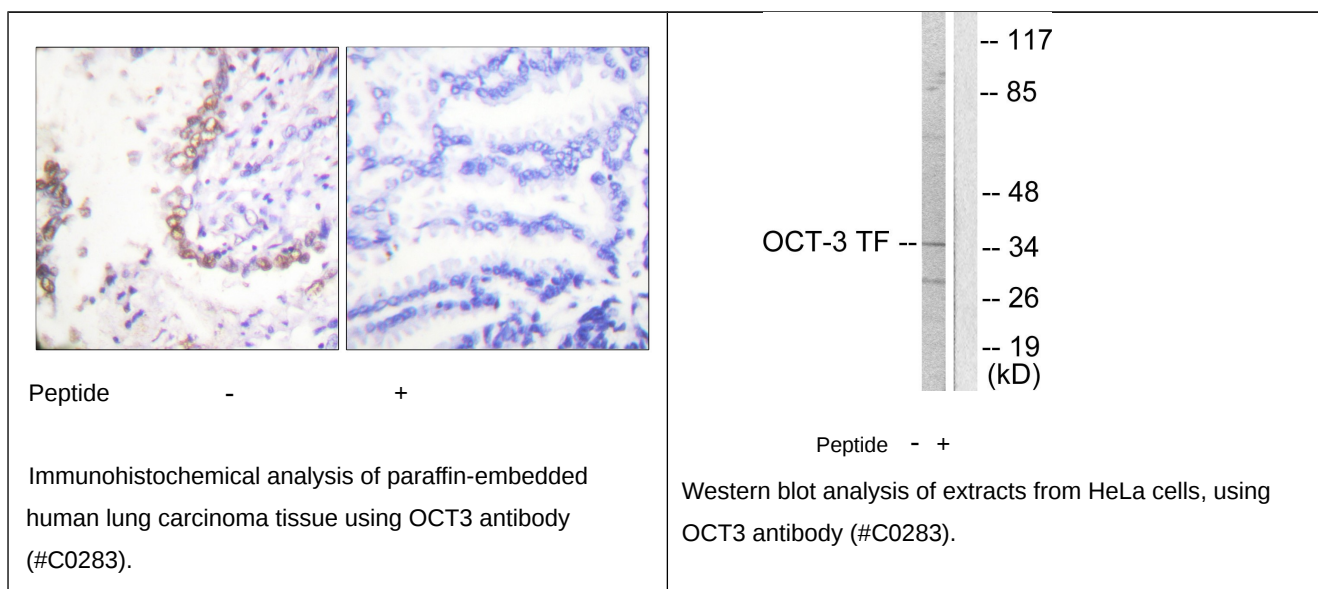 Peptide - +
Immunohistochemical analysis of paraffin-embedded
human lung carcinoma tissue using OCT3 antibody
(#C0283).
-- 117
-- 85
-- 48
OCT-3 TF -- -- 34
-- 26
-- 19
(kD)
Peptide - +
Western blot analysis of extracts from HeLa cells, using
OCT3 antibody (#C0283).